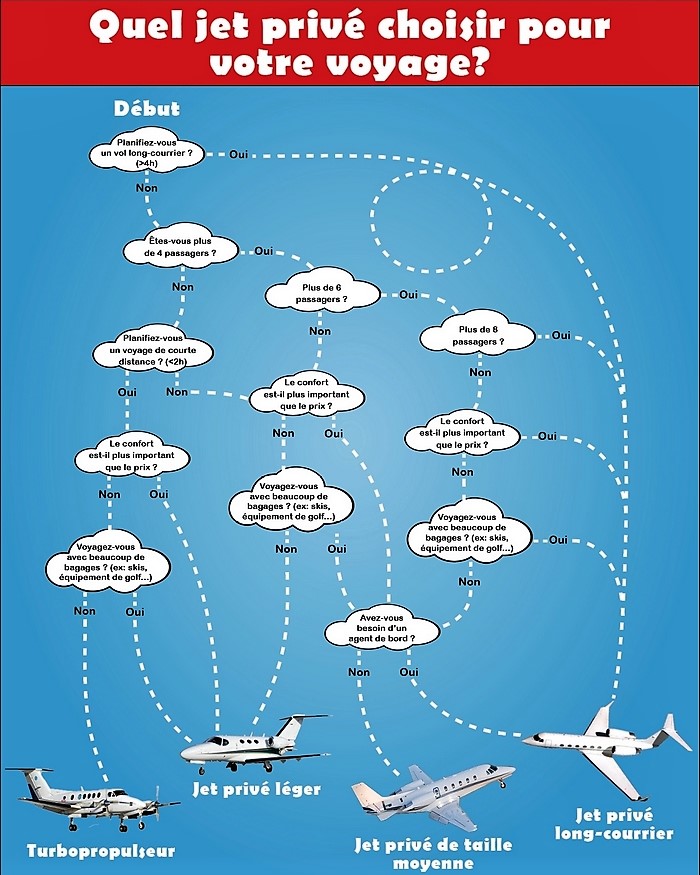 Quel jet privé choisir pour
votre voyage?
Début
Planifiez-vous
un vol long-courrier ?
(>4h)
Oui
Non
Êtes-vous plus
de 4 passagers ?
Oui
Non
Plus de 6
passagers ?
Oui
Non
Plus de 8
passagers ?
Oui
Non
Planifiez-vous
un voyage de courte
distance ? (<2h)
Oui
Non
Le confort
est-il plus important
que le prix ?
Non
Oui
Le confort
est-il plus important
que le prix ?
Oui
Non
Le confort
est-il plus important
que le prix ?
Non
Oui
Voyagez-vous
avec beaucoup de
bagages ? (ex: skis,
équipement de golf...)
Non
Oui
Voyagez-vous
avec beaucoup de
bagages ? (ex: skis,
équipement de golf...)
Oui
Non
Voyagez-vous
avec beaucoup de
bagages ? (ex: skis,
équipement de golf...)
Non
Oui
Avez-vous
besoin d'un
agent de bord ?
Non
Oui
Jet privé léger
Jet privé
long-courrier
Jet privé de taille
moyenne
Turbopropulseur